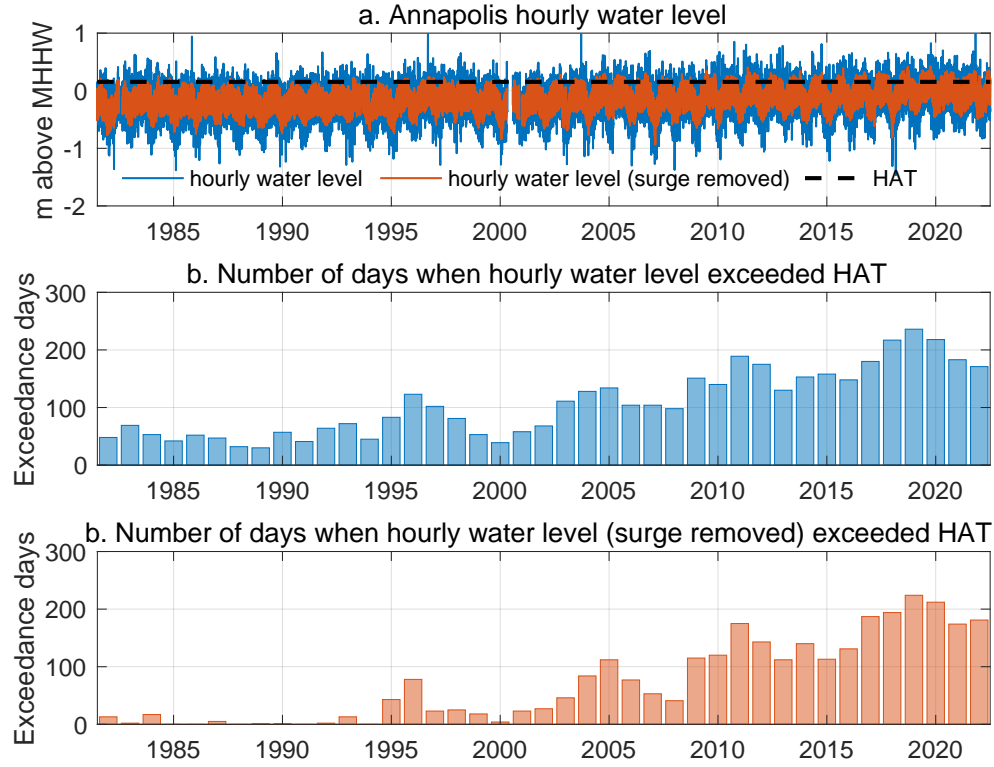 a. Annapolis hourly water level
m above MHHW
1
0
-1
-2
hourly water level
hourly water level (surge removed)
HAT
1985 1990 1995 2000 2005 2010 2015 2020
b. Number of days when hourly water level exceeded HAT
Exceedance days
300
200
100
0
1985 1990 1995 2000 2005 2010 2015 2020
b. Number of days when hourly water level (surge removed) exceeded HAT
Exceedance days
300
200
100
0
1985 1990 1995 2000 2005 2010 2015 2020